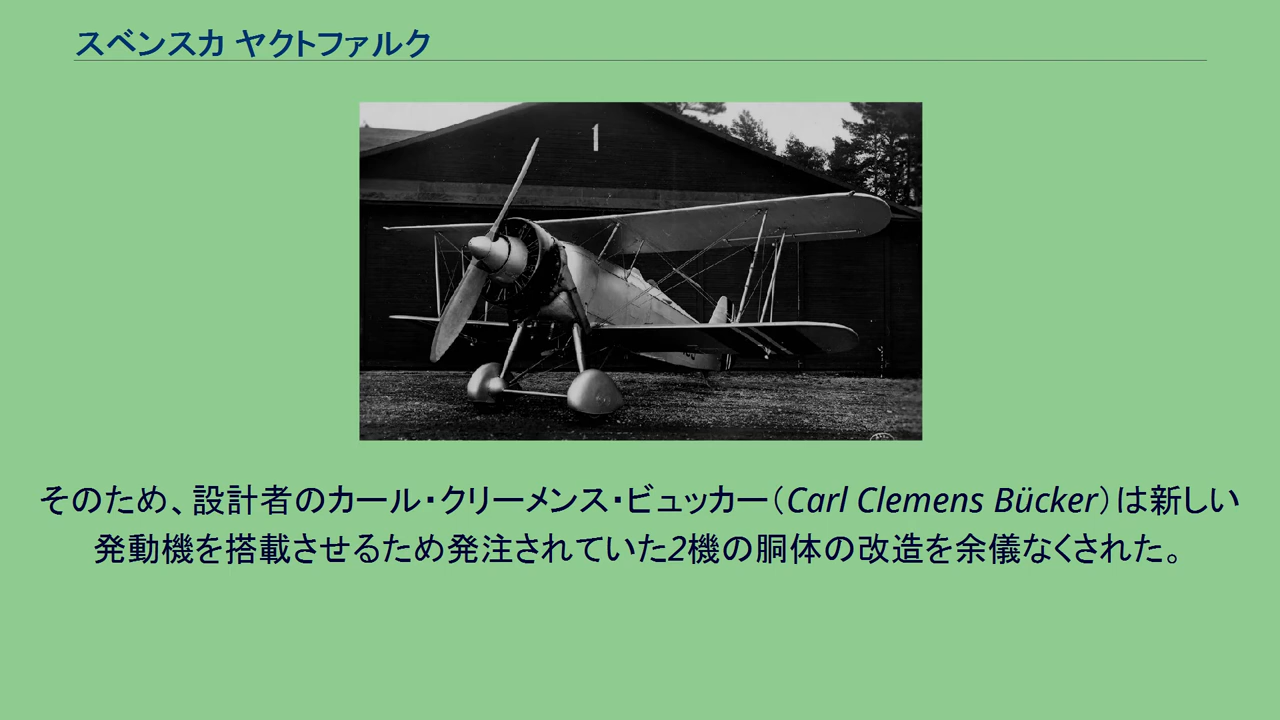 スベンスカ ヤクトファルク
1
そのため、設計者のカール・クリーメンス・ビュッカー（Carl Clemens Bücker）は新しい
発動機を搭載させるため発注されていた2機の胴体の改造を余儀なくされた。